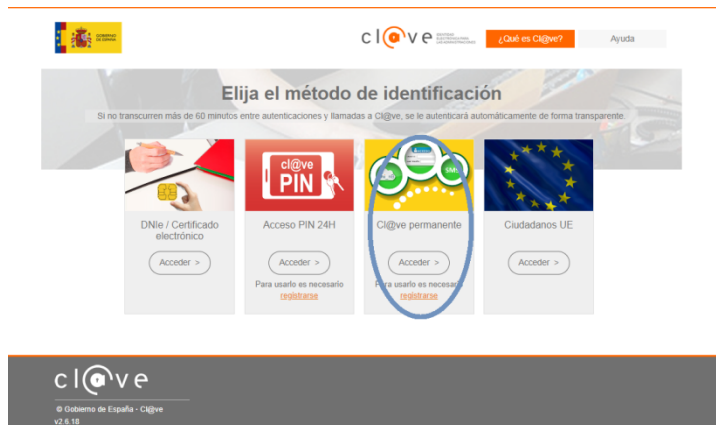 GOBIERNO
DE ESPAÑA
cl@ve
¿Qué es Cl@ve?
Ayuda
Elija el método de identificación
Si no transcurren más de 60 minutos entre autenticaciones y llamadas a Cl@ve, se le autenticará automáticamente de forma transparente.
cl@ve
PIN
SMS
DNIe / Certificado
electrónico
Acceso PIN 24H
Cl@ve permanente
Ciudadanos UE
Acceder >
Acceder >
Acceder >
Acceder >
Para usarlo es necesario
registrarse
Para usarlo es necesario
registrarse
cl@ve
© Gobierno de España - Cl@ve
v2.6.18